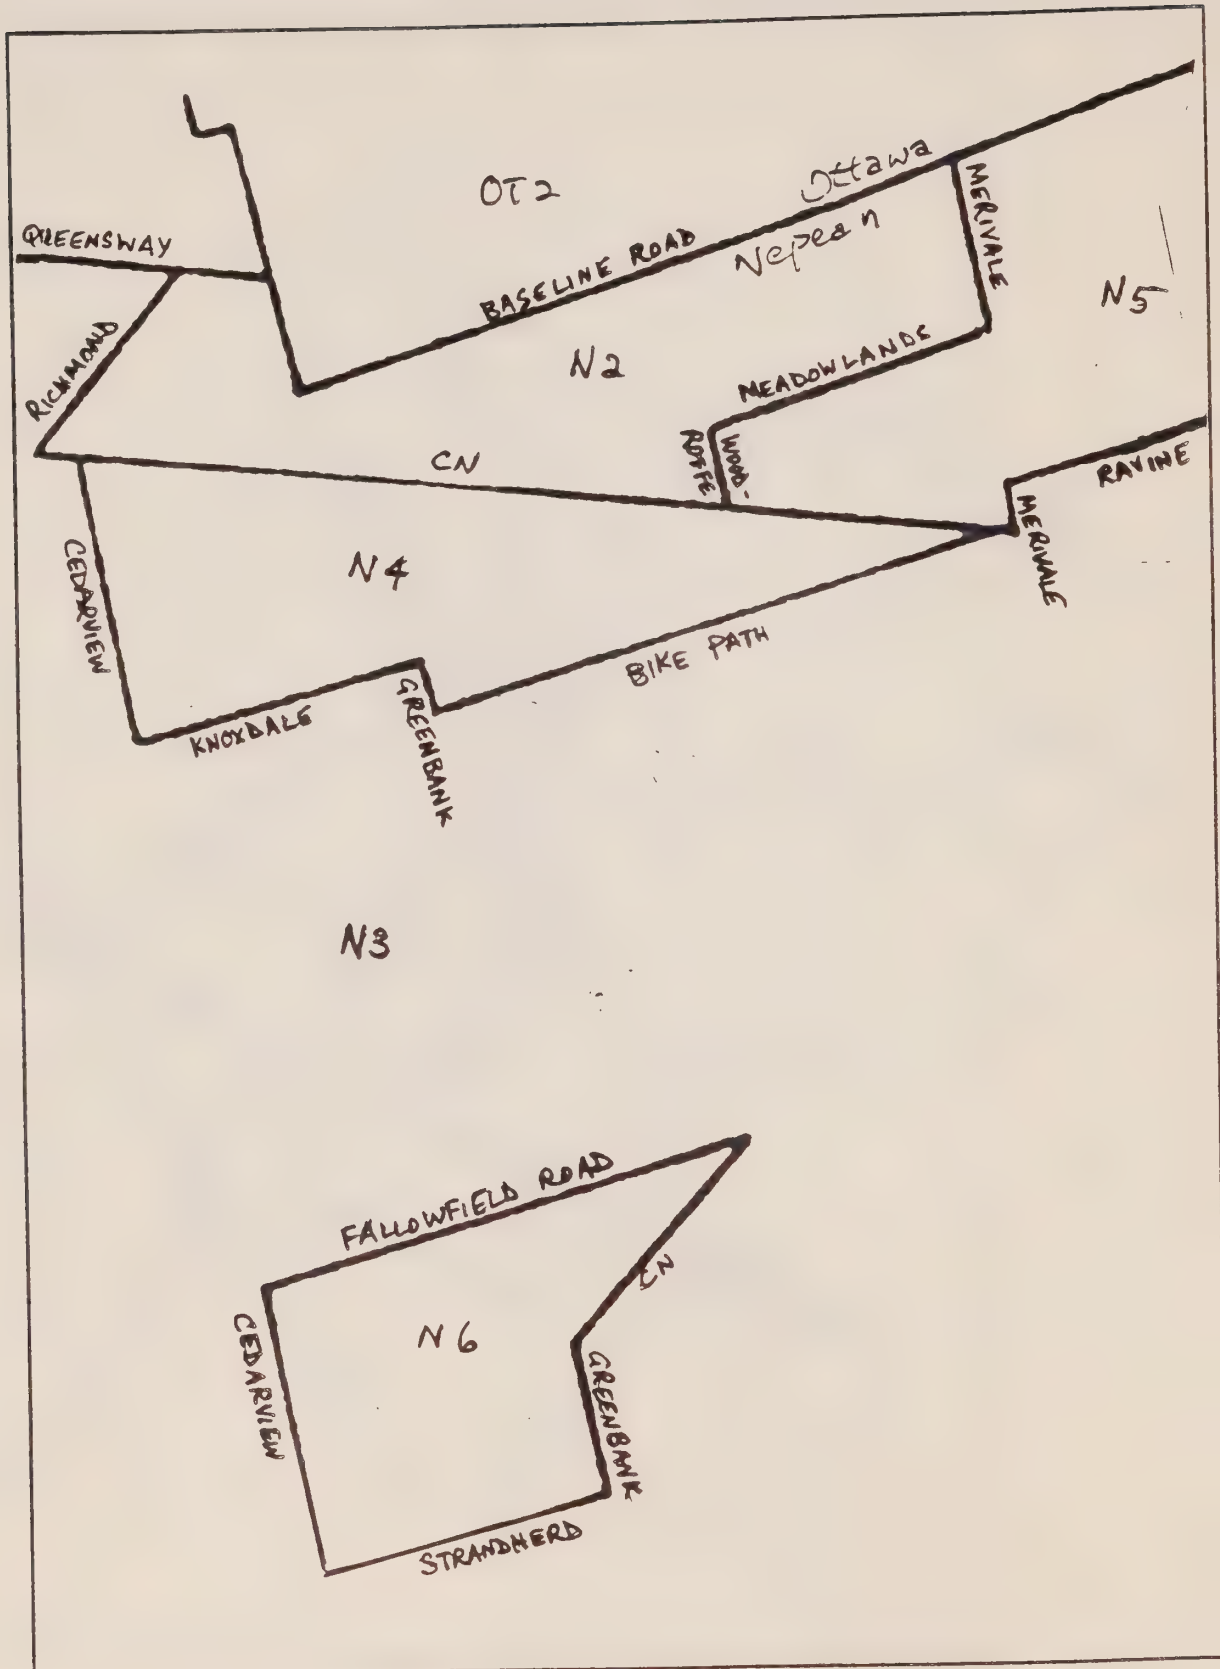 OT2
Ottawa
Nepean
MERIVALE
QUEENSWAY
BASELINE ROAD
N5
RICHMOND
N2
MEADOWLANDS
CN
WOOD-
ROFFE
RAVINE
MERIVALE
CEDARVIEW
N4
BIKE PATH
KNOXDALE
GREENBANK
N3
FALLOWFIELD ROAD
CN
CEDARVIEW
N6
GREENBANK
STRANDHERD